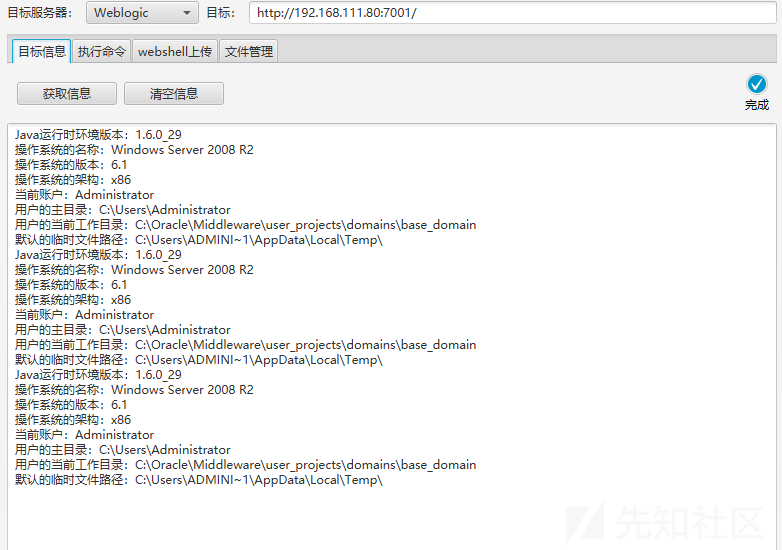 目标服务器： Weblogic 目标： http://192.168.111.80:7001/
目标信息 执行命令 webshell上传 文件管理
获取信息 清空信息
完成
Java运行时环境版本：1.6.0_29
操作系统的名称：Windows Server 2008 R2
操作系统的版本：6.1
操作系统的架构：x86
当前账户：Administrator
用户的主目录：C:\Users\Administrator
用户的当前工作目录：C:\Oracle\Middleware\user_projects\domains\base_domain
默认的临时文件路径：C:\Users\ADMINI~1\AppData\Local\Temp\
Java运行时环境版本：1.6.0_29
操作系统的名称：Windows Server 2008 R2
操作系统的版本：6.1
操作系统的架构：x86
当前账户：Administrator
用户的主目录：C:\Users\Administrator
用户的当前工作目录：C:\Oracle\Middleware\user_projects\domains\base_domain
默认的临时文件路径：C:\Users\ADMINI~1\AppData\Local\Temp\
Java运行时环境版本：1.6.0_29
操作系统的名称：Windows Server 2008 R2
操作系统的版本：6.1
操作系统的架构：x86
当前账户：Administrator
用户的主目录：C:\Users\Administrator
用户的当前工作目录：C:\Oracle\Middleware\user_projects\domains\base_domain
默认的临时文件路径：C:\Users\ADMINI~1\AppData\Local\Temp\
先知社区